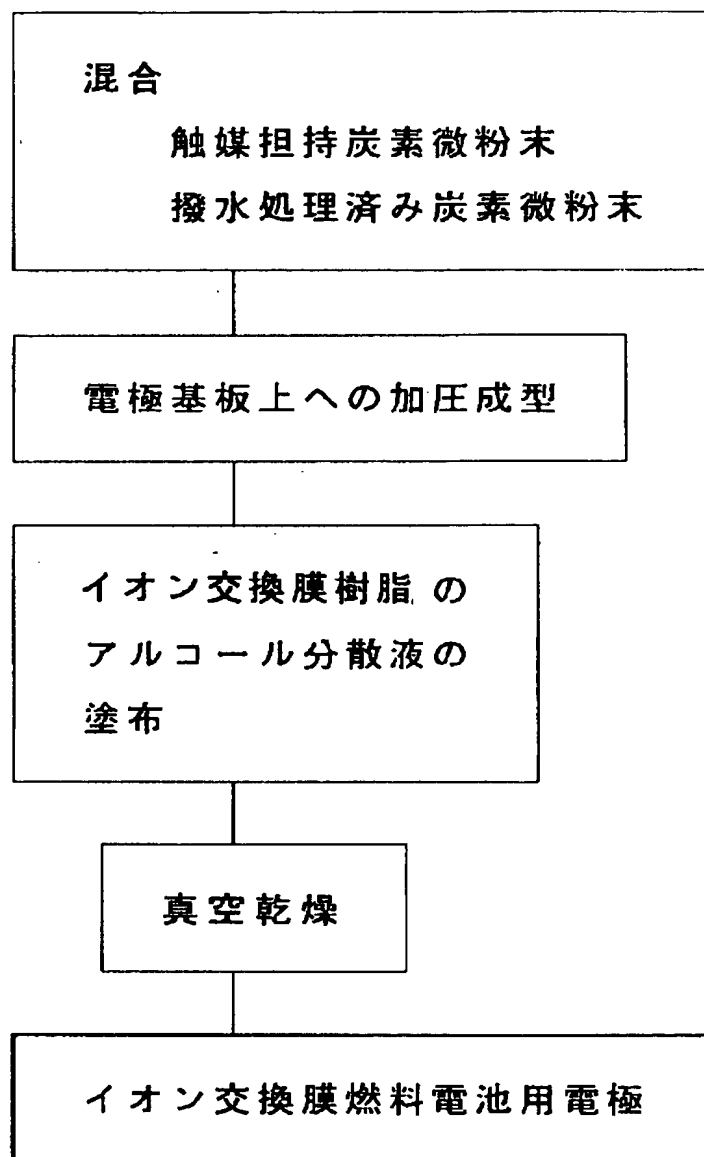 混合
触媒担持炭素微粉末
撥水処理済み炭素微粉末
電極基板上への加圧成型
イオン交換膜樹脂の
アルコール分散液の
塗布
真空乾燥
イオン交換膜燃料電池用電極